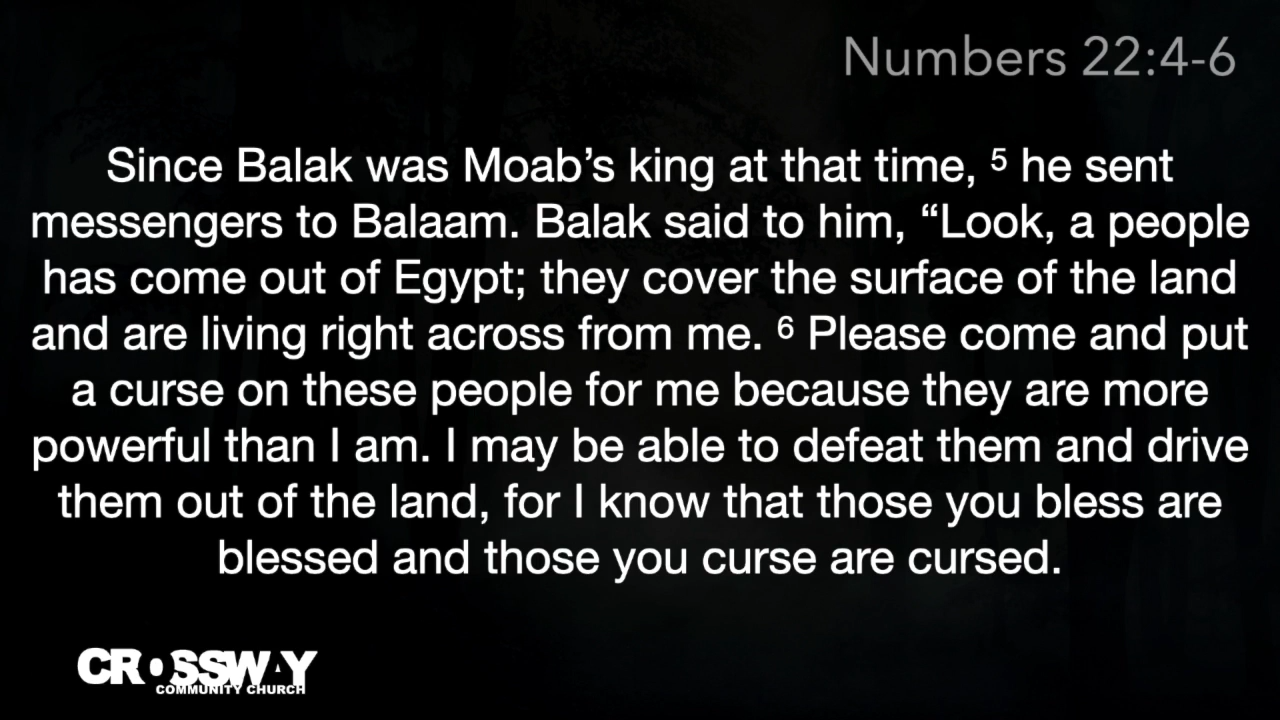 Numbers 22:4-6
Since Balak was Moab’s king at that time, 5 he sent
messengers to Balaam. Balak said to him, “Look, a people
has come out of Egypt; they cover the surface of the land
and are living right across from me. 6 Please come and put
a curse on these people for me because they are more
powerful than I am. I may be able to defeat them and drive
them out of the land, for I know that those you bless are
blessed and those you curse are cursed.
CROSSWAY
COMMUNITY CHURCH